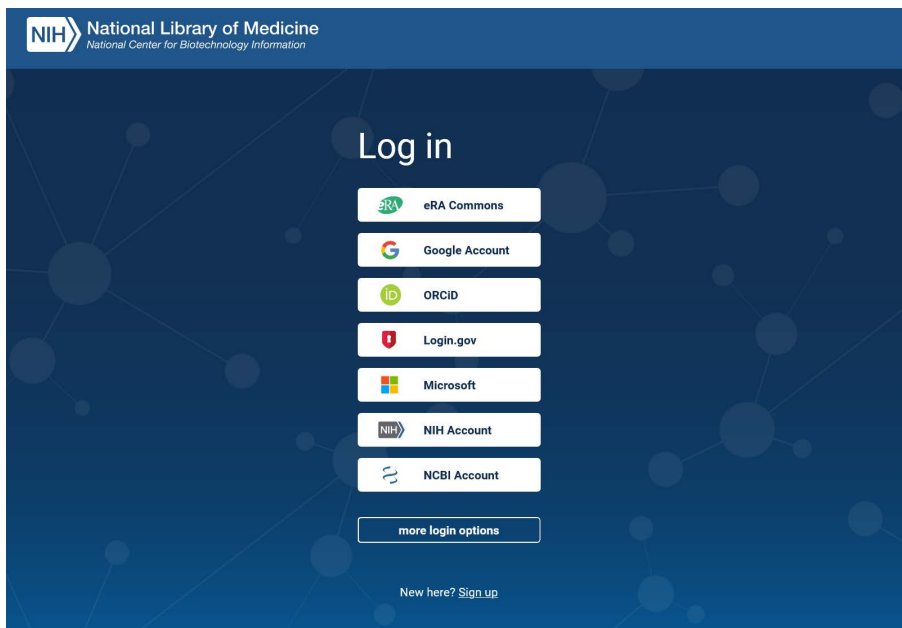 NIH National Library of Medicine
National Center for Biotechnology Information
Log in
eRA eRA Commons
Google Account
iD ORCiD
Login.gov
Microsoft
NIH NIH Account
NCBI Account
more login options
New here? Sign up